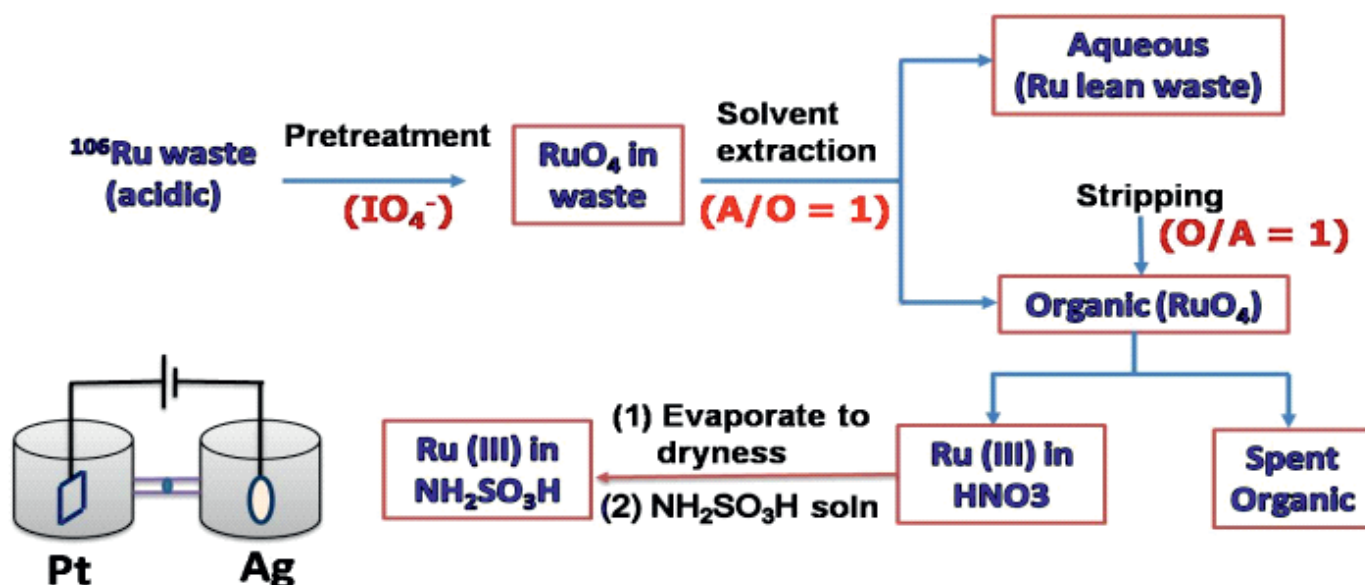 ¹⁰⁶Ru waste
(acidic)
Pretreatment
(IO₄⁻)
RuO₄ in
waste
Solvent
extraction
(A/O = 1)
Aqueous
(Ru lean waste)
Stripping
(O/A = 1)
Organic (RuO₄)
Ru (III) in
HNO3
Spent
Organic
(1) Evaporate to
dryness
(2) NH₂SO₃H soln
Ru (III) in
NH₂SO₃H
Pt
Ag